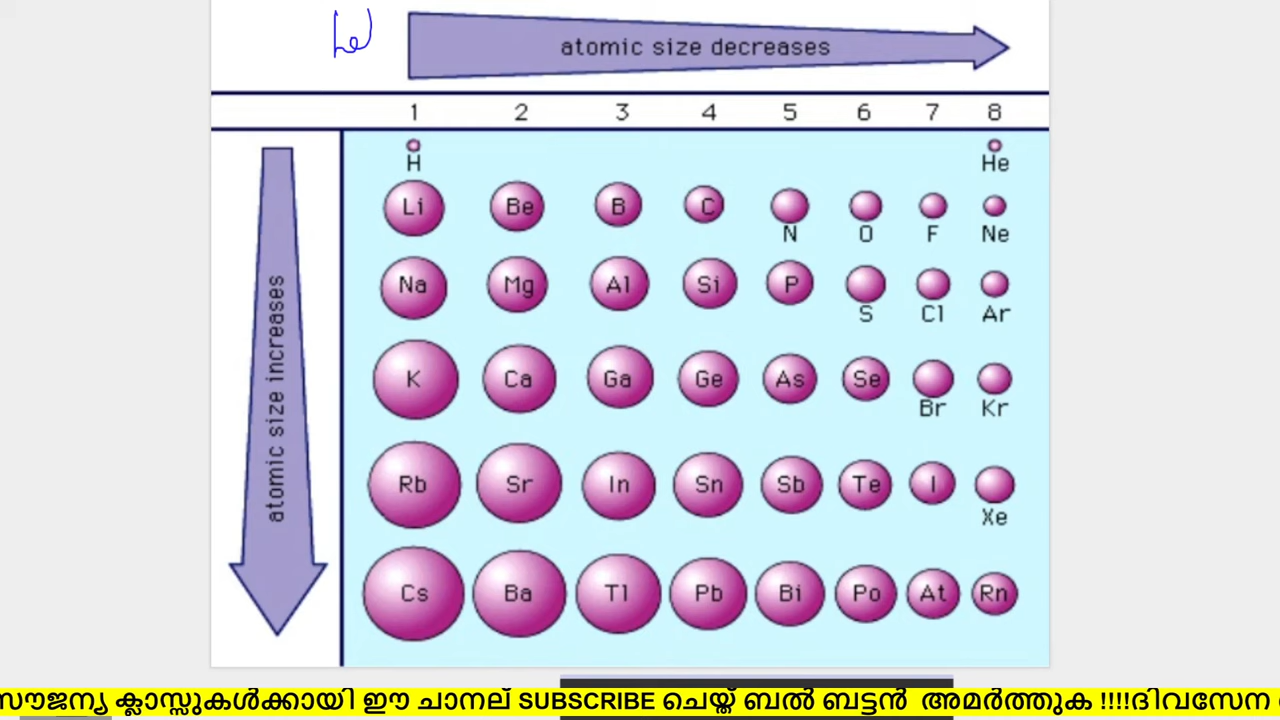 atomic size decreases
1 2 3 4 5 6 7 8
H He
Li Be B C N O F Ne
Na Mg Al Si P S Cl Ar
K Ca Ga Ge As Se Br Kr
Rb Sr In Sn Sb Te I Xe
Cs Ba Tl Pb Bi Po At Rn
atomic size increases
സൗജന്യ ക്ലാസ്സുകൾക്കായി ഈ ചാനല് SUBSCRIBE ചെയ്ത് ബൽ ബട്ടൻ അമർത്തുക !!!!ദിവസേന